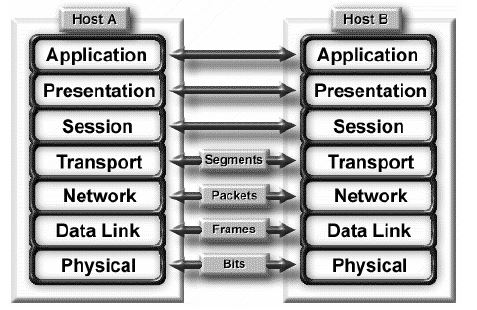 Host A Host B
Application Application
Presentation Presentation
Session Session
Transport Segments Transport
Network Packets Network
Data Link Frames Data Link
Physical Bits Physical